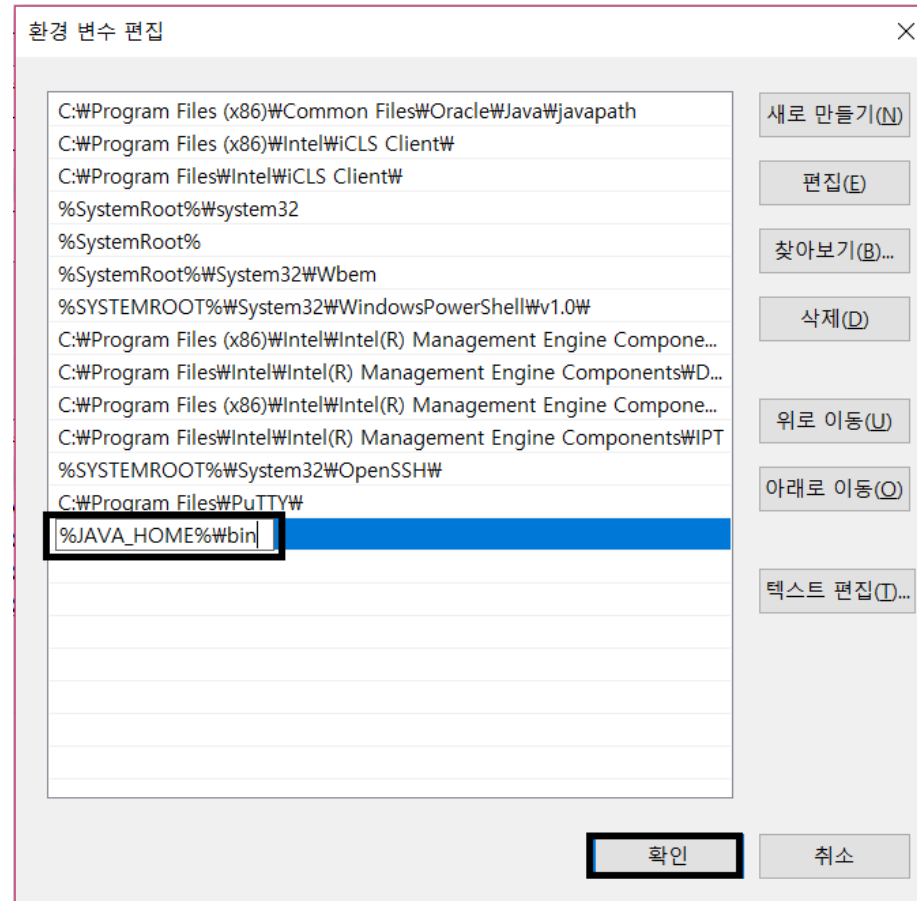 환경 변수 편집
C:₩Program Files (x86)₩Common Files₩Oracle₩Java₩javapath
C:₩Program Files (x86)₩Intel₩iCLS Client₩
C:₩Program Files₩Intel₩iCLS Client₩
%SystemRoot%₩system32
%SystemRoot%
%SystemRoot%₩System32₩Wbem
%SYSTEMROOT%₩System32₩WindowsPowerShell₩v1.0₩
C:₩Program Files (x86)₩Intel₩Intel(R) Management Engine Compone...
C:₩Program Files₩Intel₩Intel(R) Management Engine Components₩D...
C:₩Program Files (x86)₩Intel₩Intel(R) Management Engine Compone...
C:₩Program Files₩Intel₩Intel(R) Management Engine Components₩IPT
%SYSTEMROOT%₩System32₩OpenSSH₩
C:₩Program Files₩PuTTY₩
%JAVA_HOME%₩bin
새로 만들기(N)
편집(E)
찾아보기(B)...
삭제(D)
위로 이동(U)
아래로 이동(O)
텍스트 편집(T)...
확인
취소